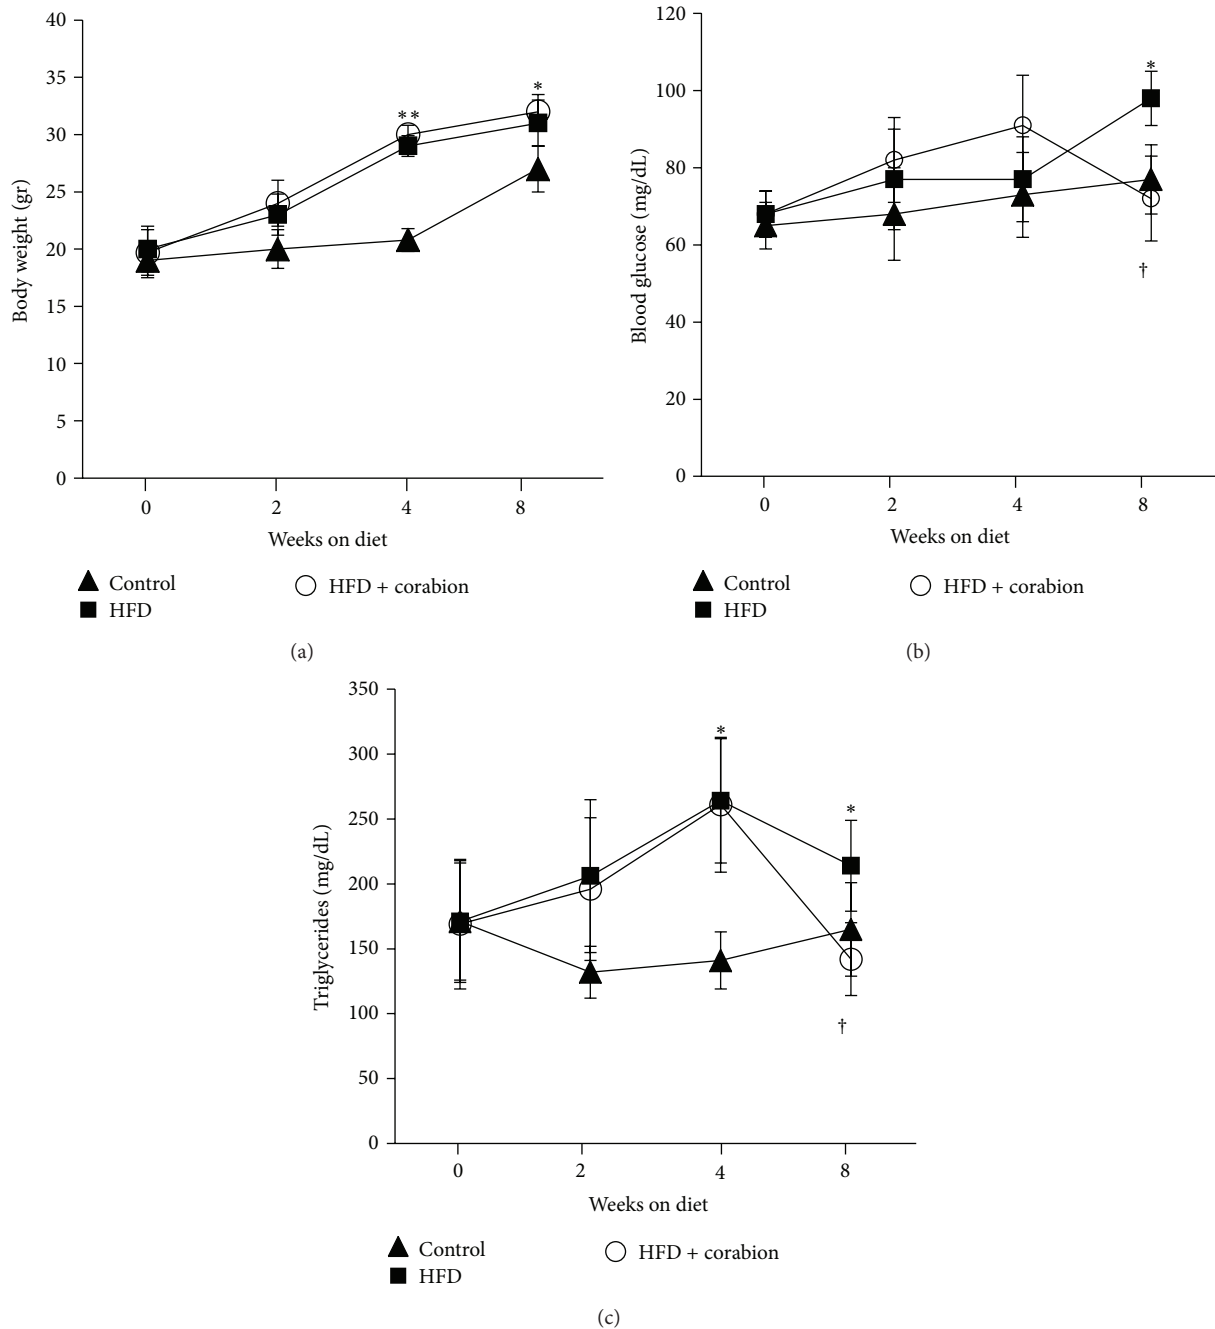 40
35
30
25
20
15
10
5
0
Body weight (gr)
**
*
0 2 4 8
Weeks on diet
Control
HFD
HFD + corabion
(a)
120
100
80
60
40
20
0
Blood glucose (mg/dL)
*
†
0 2 4 8
Weeks on diet
Control
HFD
HFD + corabion
(b)
350
300
250
200
150
100
50
0
Triglycerides (mg/dL)
*
*
†
0 2 4 8
Weeks on diet
Control
HFD
HFD + corabion
(c)